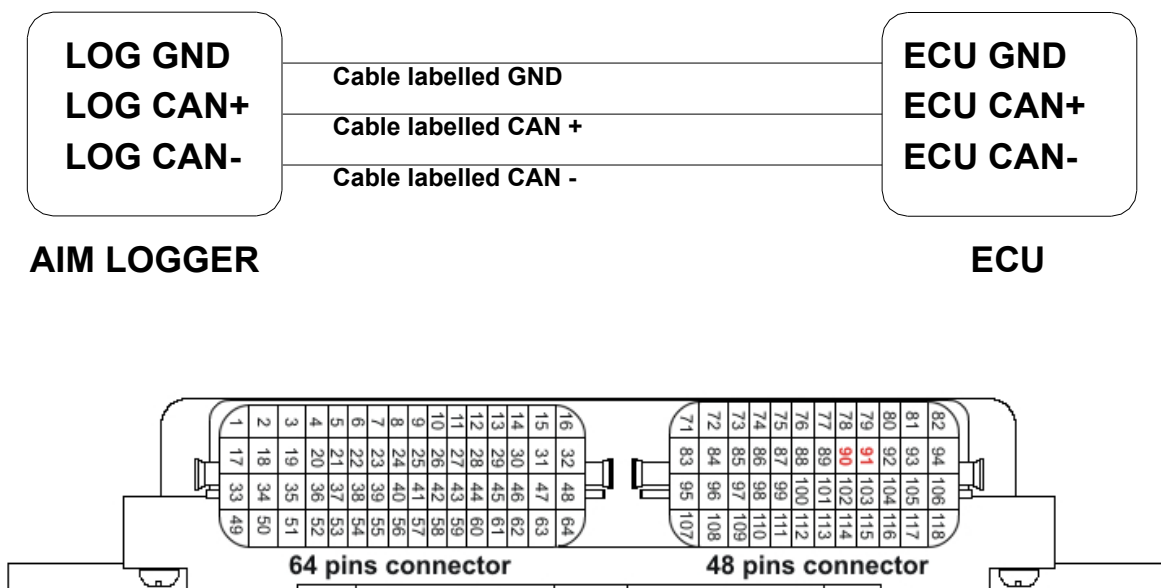 LOG GND
ECU GND
Cable labelled GND
LOG CAN+
ECU CAN+
Cable labelled CAN +
LOG CAN-
ECU CAN-
Cable labelled CAN -
AIM LOGGER
ECU
1 2 3 4 5 6 7 8 9 10 11 12 13 14 15 16
71 72 73 74 75 76 77 78 79 80 81 82
17 18 19 20 21 22 23 24 25 26 27 28 29 30 31 32
83 84 85 86 87 88 89 90 91 92 93 94
33 34 35 36 37 38 39 40 41 42 43 44 45 46 47 48
95 96 97 98 99 100 101 102 103 104 105 106
49 50 51 52 53 54 55 56 57 58 59 60 61 62 63 64
107 108 109 110 111 112 113 114 115 116 117 118
64 pins connector
48 pins connector